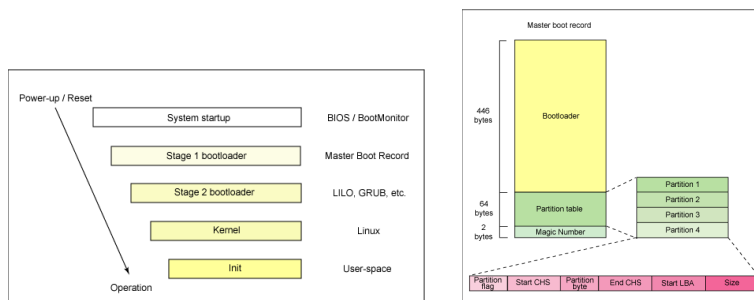 Power-up / Reset
System startup
BIOS / BootMonitor
Stage 1 bootloader
Master Boot Record
Stage 2 bootloader
LILO, GRUB, etc.
Kernel
Linux
Init
User-space
Operation
Master boot record
446
bytes
Bootloader
64
bytes
Partition table
2
bytes
Magic Number
Partition 1
Partition 2
Partition 3
Partition 4
Partition
flag
Start CHS
Partition
byte
End CHS
Start LBA
Size